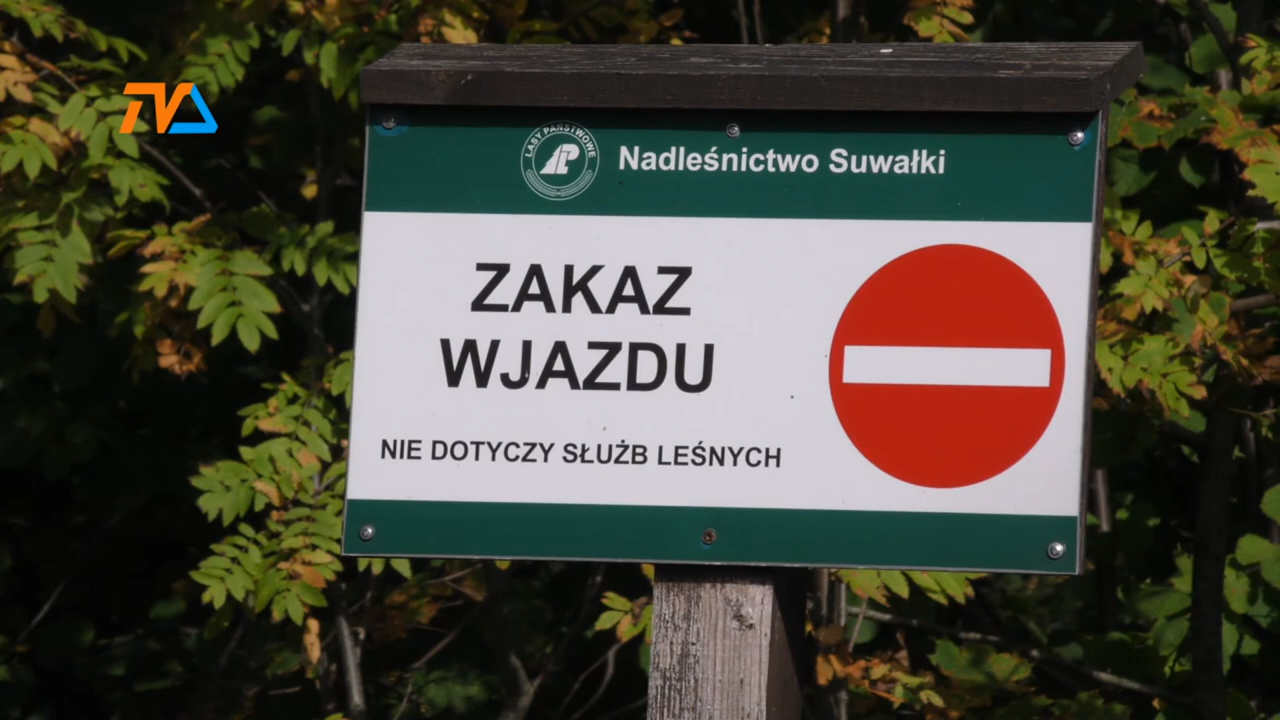 TVA
LASY PAŃSTWOWE
Nadleśnictwo Suwałki
ZAKAZ
WJAZDU
NIE DOTYCZY SŁUŻB LEŚNYCH